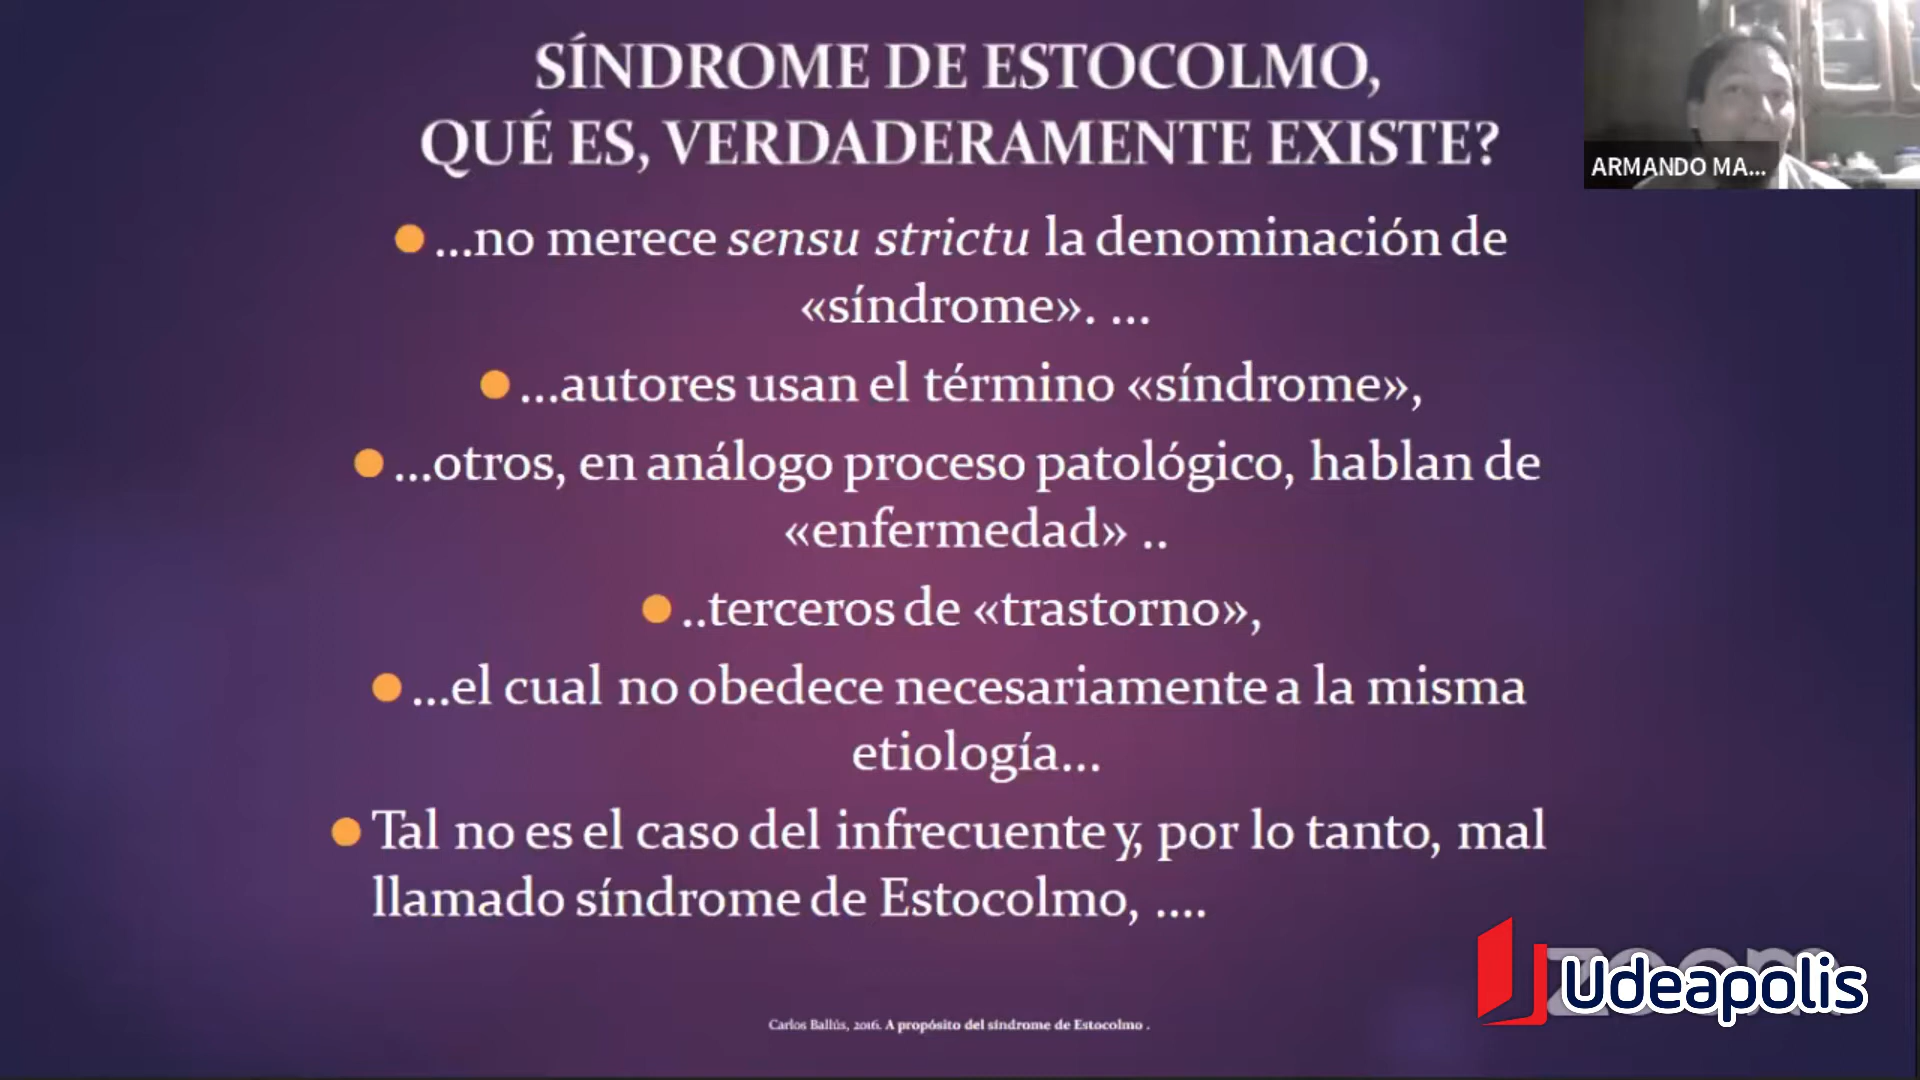 SÍNDROME DE ESTOCOLMO,
QUÉ ES, VERDADERAMENTE EXISTE?
ARMANDO MA...
...no merece sensu strictu la denominación de
«síndrome». ...
...autores usan el término «síndrome»,
...otros, en análogo proceso patológico, hablan de
«enfermedad» ..
..terceros de «trastorno»,
...el cual no obedece necesariamente a la misma
etiología...
Tal no es el caso del infrecuente y, por lo tanto, mal
llamado síndrome de Estocolmo, ....
zoom
Udeapolis
Carlos Ballús, 2016. A propósito del síndrome de Estocolmo .